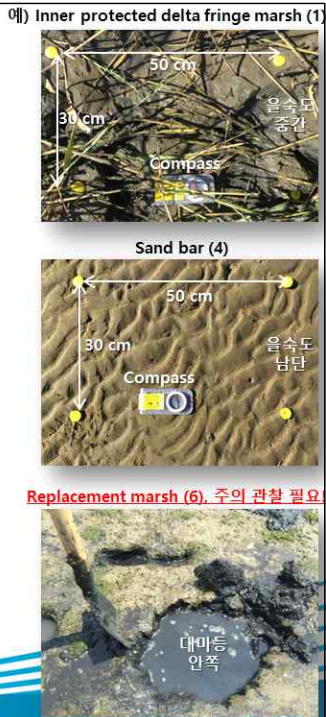 예) Inner protected delta fringe marsh (1)
50 cm
30 cm
을숙도
중간
Compass
Sand bar (4)
50 cm
30 cm
을숙도
남단
Compass
Replacement marsh (6), 주의 관찰 필요!
대마등
안쪽